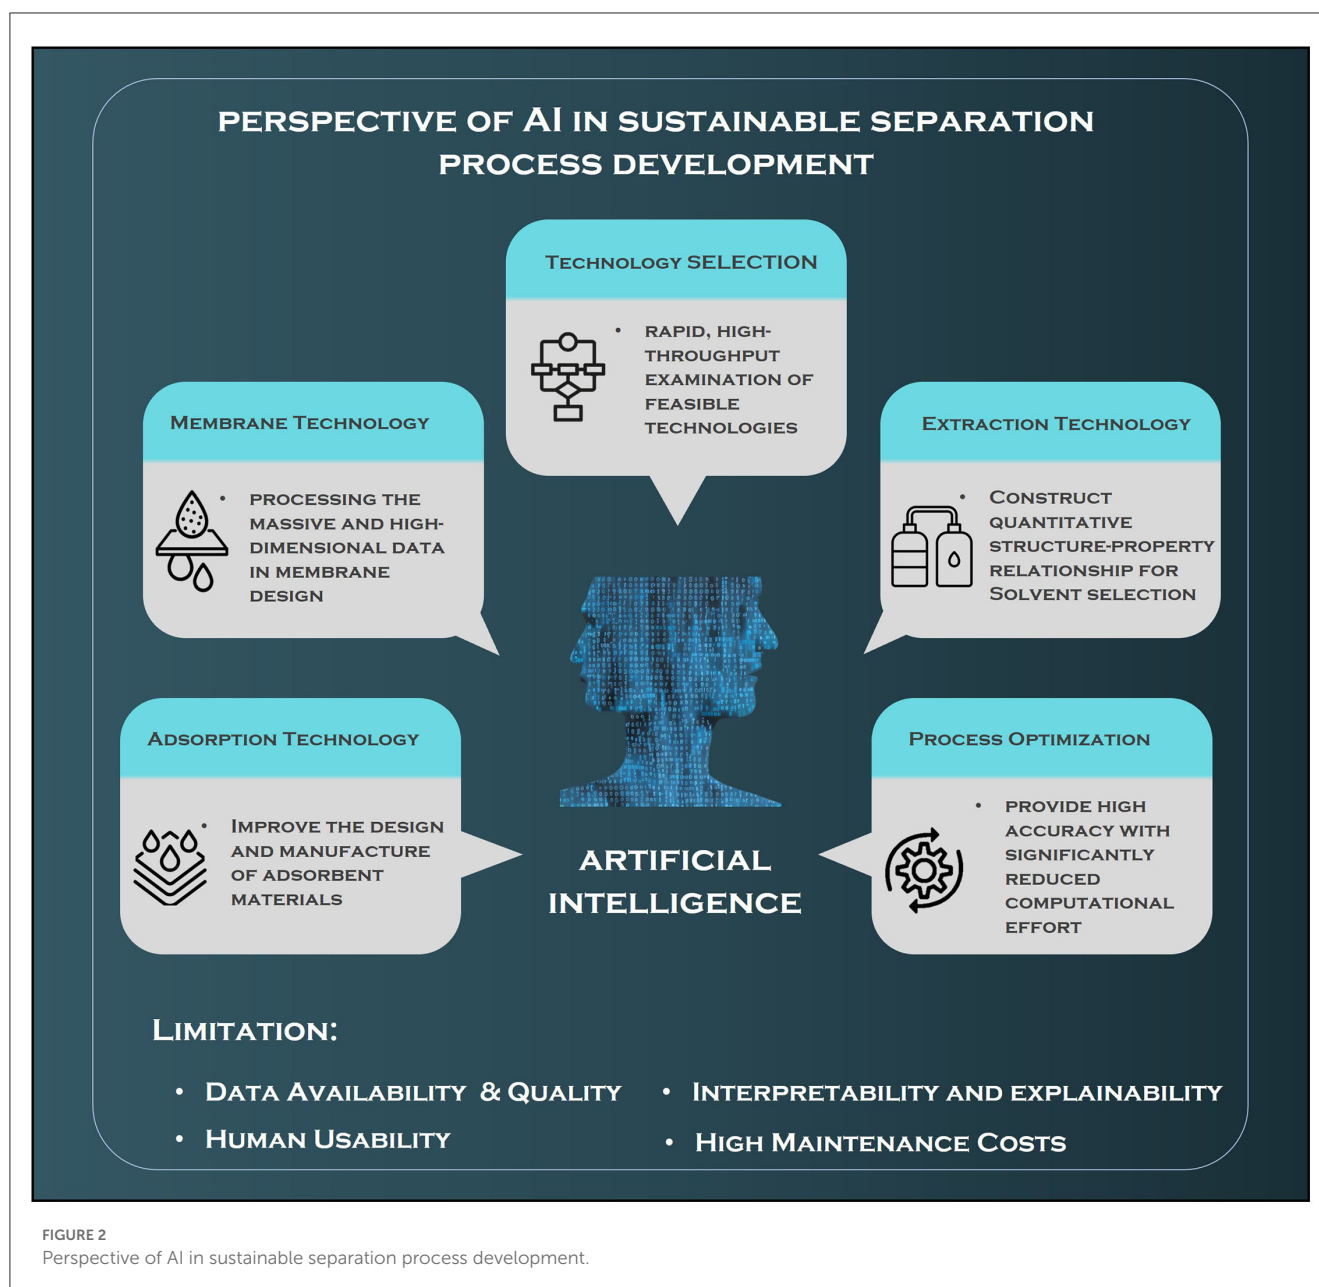 PERSPECTIVE OF AI IN SUSTAINABLE SEPARATION
PROCESS DEVELOPMENT
TECHNOLOGY SELECTION
• RAPID, HIGH-
THROUGHPUT
EXAMINATION OF
FEASIBLE
TECHNOLOGIES
MEMBRANE TECHNOLOGY
• PROCESSING THE
MASSIVE AND HIGH-
DIMENSIONAL DATA
IN MEMBRANE
DESIGN
EXTRACTION TECHNOLOGY
• CONSTRUCT
QUANTITATIVE
STRUCTURE-PROPERTY
RELATIONSHIP FOR
SOLVENT SELECTION
ADSORPTION TECHNOLOGY
• IMPROVE THE DESIGN
AND MANUFACTURE
OF ADSORBENT
MATERIALS
PROCESS OPTIMIZATION
• PROVIDE HIGH
ACCURACY WITH
SIGNIFICANTLY
REDUCED
COMPUTATIONAL
EFFORT
ARTIFICIAL
INTELLIGENCE
LIMITATION:
• DATA AVAILABILITY & QUALITY
• INTERPRETABILITY AND EXPLAINABILITY
• HUMAN USABILITY
• HIGH MAINTENANCE COSTS
FIGURE 2
Perspective of AI in sustainable separation process development.